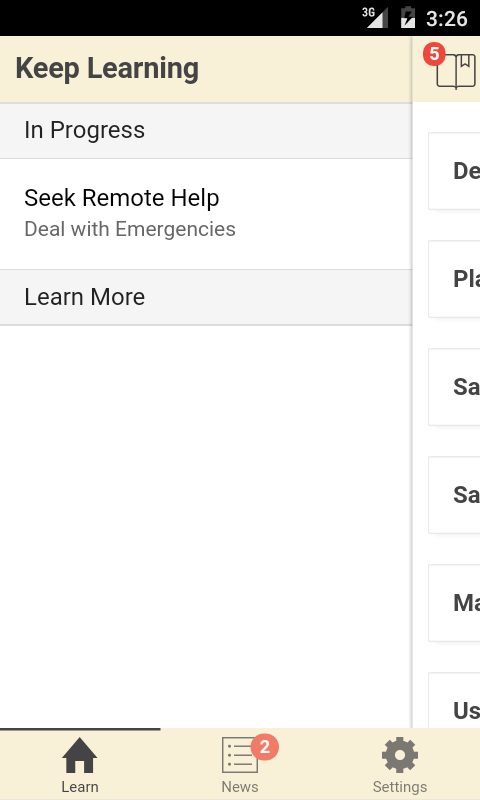 3G 3:26
Keep Learning
5
In Progress
Seek Remote Help
Deal with Emergencies
Learn More
De
Pla
Sa
Sa
Ma
Us
2
Learn
News
Settings